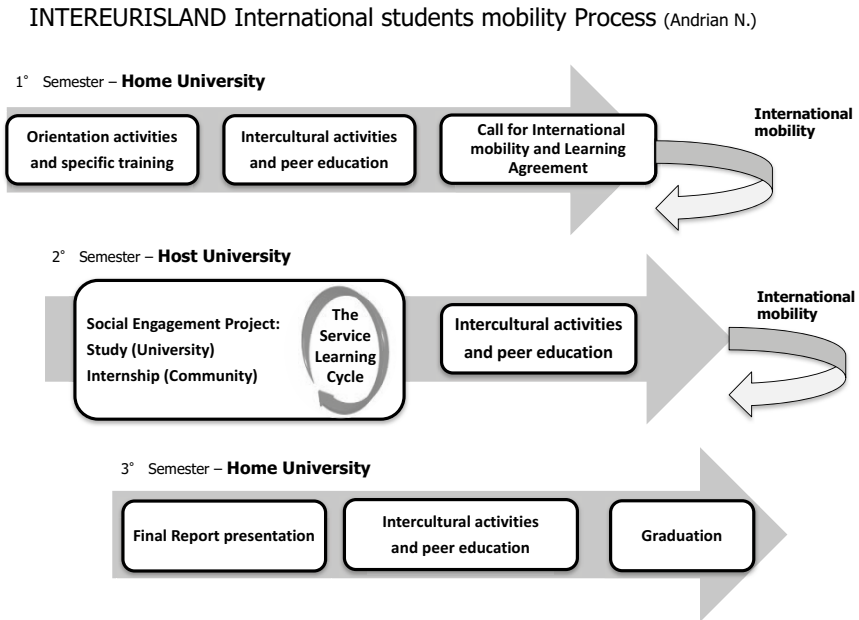 INTEREURISLAND International students mobility Process (Andrian N.)
1° Semester – Home University
International
mobility
Orientation activities
and specific training
Intercultural activities
and peer education
Call for International
mobility and Learning
Agreement
2° Semester – Host University
International
mobility
Social Engagement Project:
Study (University)
Internship (Community)
The
Service
Learning
Cycle
Intercultural activities
and peer education
3° Semester – Home University
Final Report presentation
Intercultural activities
and peer education
Graduation